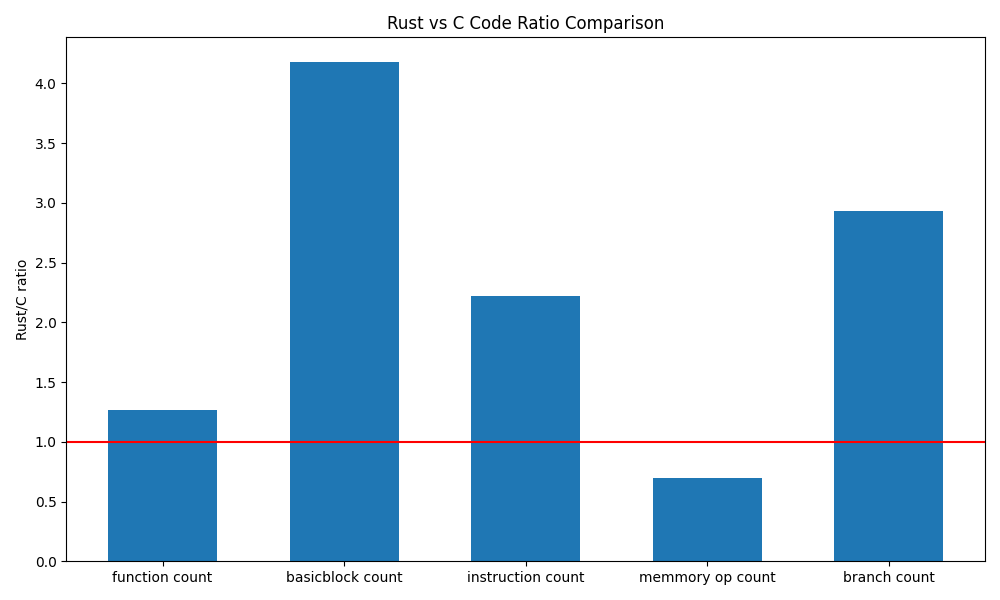 Rust vs C Code Ratio Comparison
Rust/C ratio
4.0
3.5
3.0
2.5
2.0
1.5
1.0
0.5
0.0
function count
basicblock count
instruction count
memmory op count
branch count